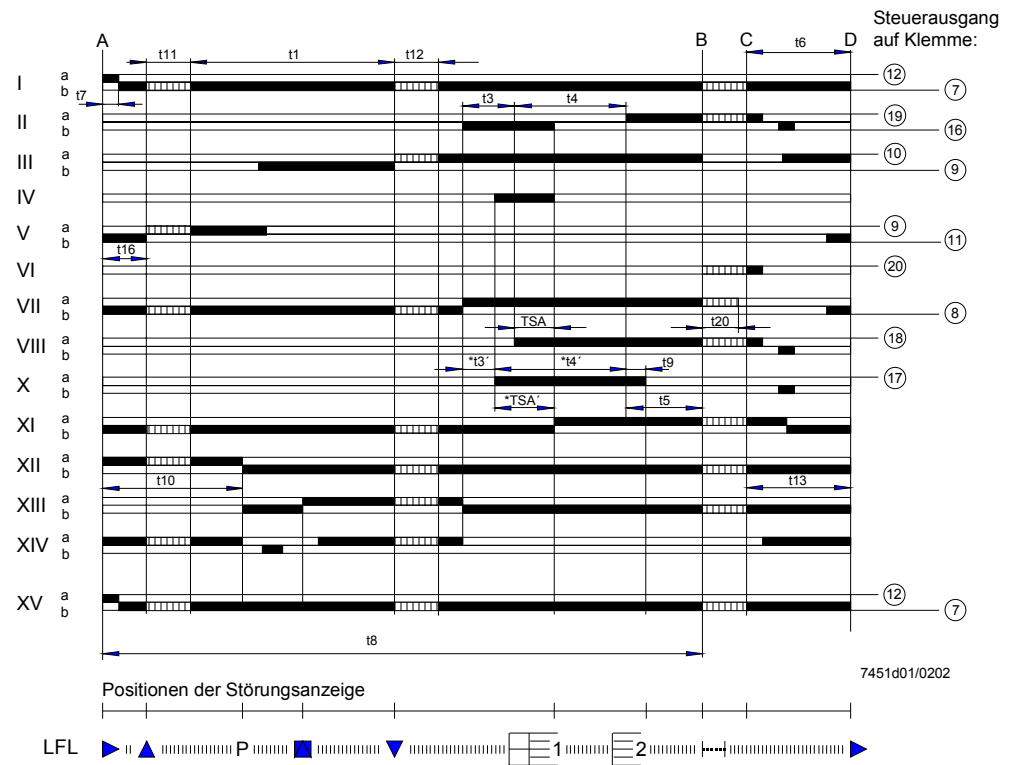 Steuerausgang
auf Klemme:
A B C D
t11 t1 t12 t6
I a b t7 12 7
t3 t4
II a b 19 16
III a b 10 9
IV
V a b 9 11
t16
VI 20
VII a b 8
TSA t20
VIII a b 18
*t3´ *t4´ t9
X a b 17
*TSA´ t5
XI a b
XII a b
t10 t13
XIII a b
XIV a b
XV a b 12 7
t8
7451d01/0202
Positionen der Störungsanzeige
LFL P 1 2